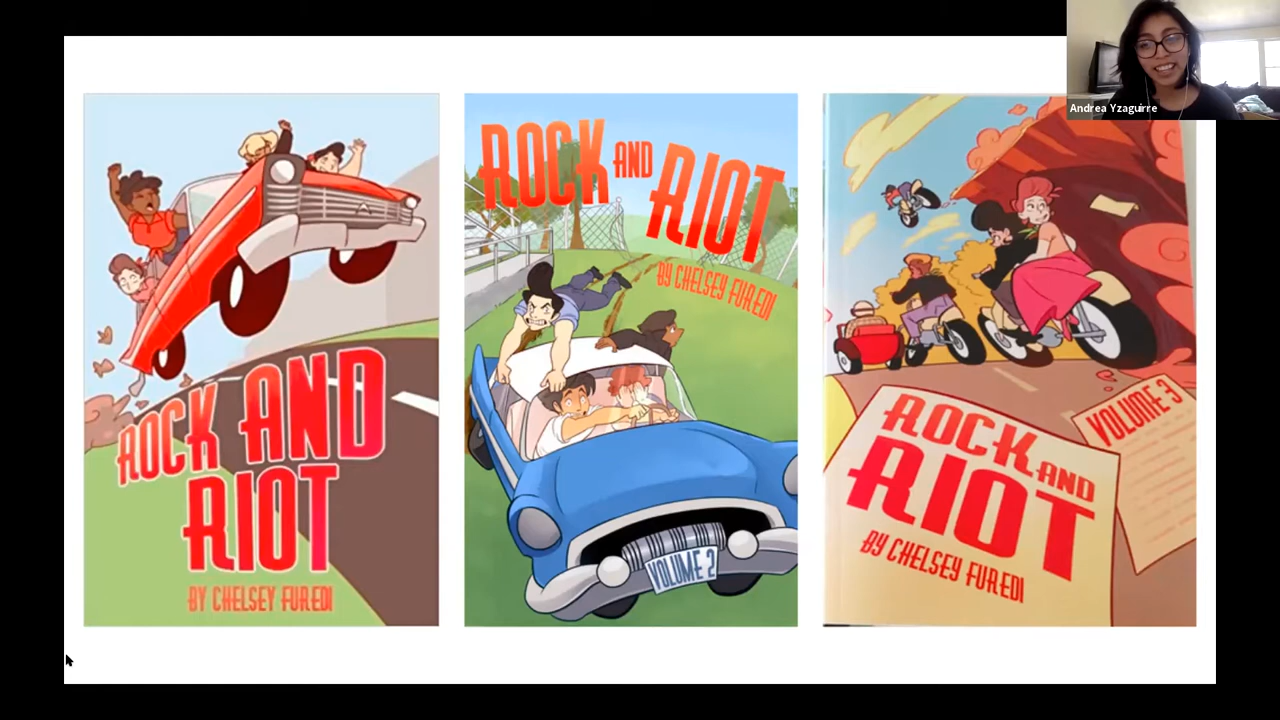 Andrea Yzaguirre
ROCK AND
RIOT
BY CHELSEY FUREDI
ROCK AND
RIOT
BY CHELSEY FUREDI
VOLUME 2
VOLUME 3
ROCK AND
RIOT
BY CHELSEY FUREDI